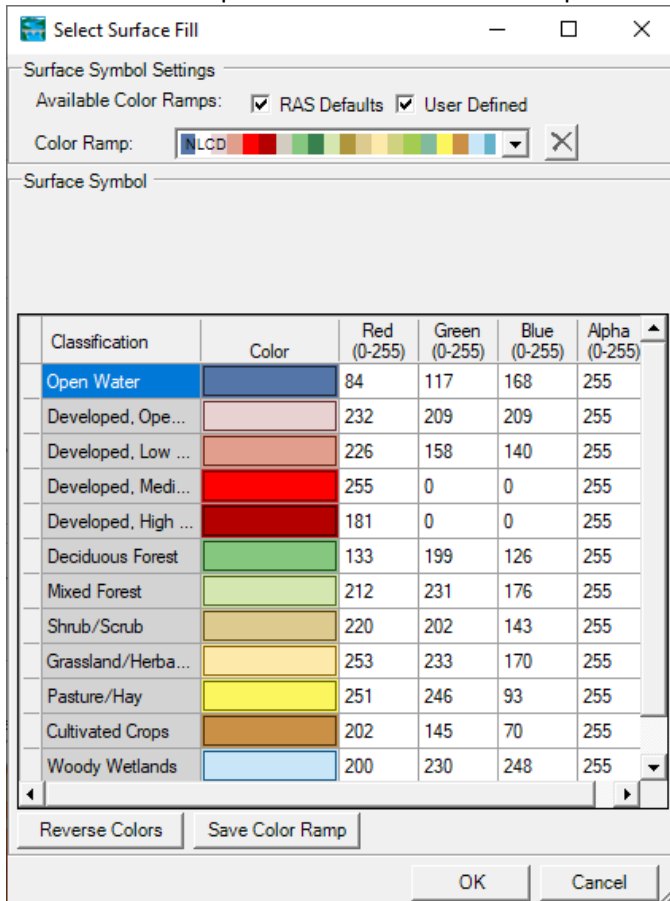 Select Surface Fill
Surface Symbol Settings
Available Color Ramps: RAS Defaults User Defined
Color Ramp: NLCD
Surface Symbol
Classification Color Red (0-255) Green (0-255) Blue (0-255) Alpha (0-255)
Open Water 84 117 168 255
Developed, Ope... 232 209 209 255
Developed, Low ... 226 158 140 255
Developed, Medi... 255 0 0 255
Developed, High ... 181 0 0 255
Deciduous Forest 133 199 126 255
Mixed Forest 212 231 176 255
Shrub/Scrub 220 202 143 255
Grassland/Herba... 253 233 170 255
Pasture/Hay 251 246 93 255
Cultivated Crops 202 145 70 255
Woody Wetlands 200 230 248 255
Reverse Colors Save Color Ramp
OK Cancel